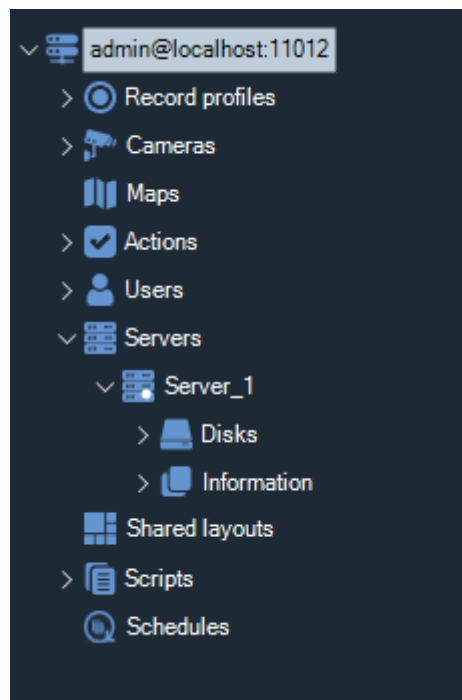 admin@localhost:11012
Record profiles
Cameras
Maps
Actions
Users
Servers
Server_1
Disks
Information
Shared layouts
Scripts
Schedules